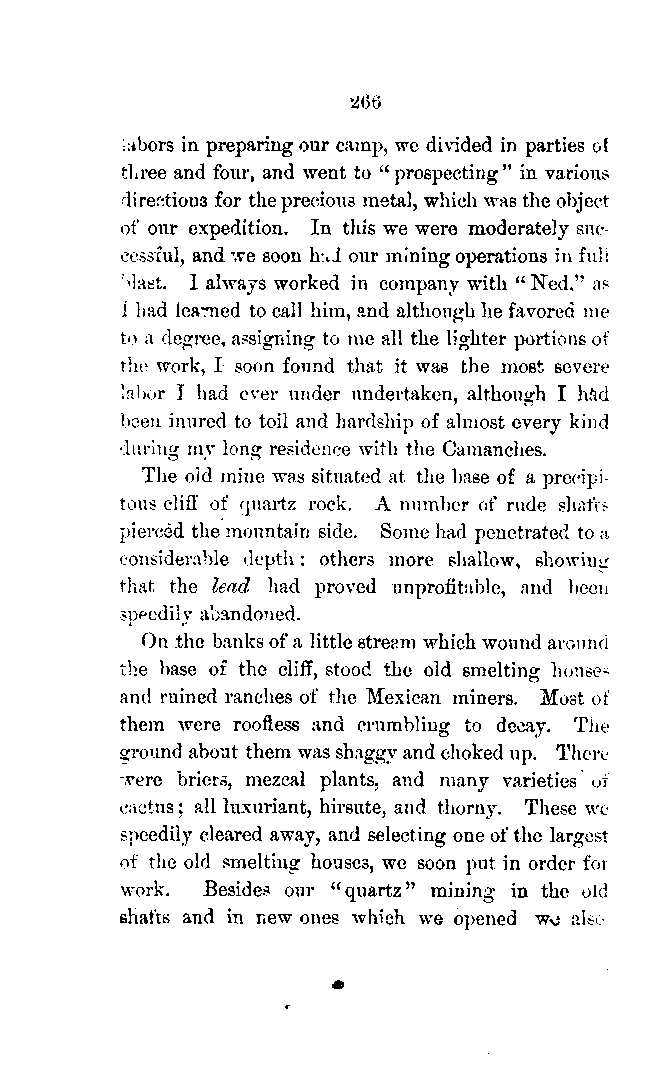 266
labors in preparing our camp, we divided in parties of
three and four, and went to "prospecting" in various
directions for the precious metal, which was the object
of our expedition. In this we were moderately suc-
cessful, and we soon had our mining operations in full
blast. I always worked in company with "Ned," as
I had learned to call him, and although he favored me
to a degree, assigning to me all the lighter portions of
the work, I soon found that it was the most severe
labor I had ever under undertaken, although I had
been inured to toil and hardship of almost every kind
during my long residence with the Camanches.
The old mine was situated at the base of a precipi-
tous cliff of quartz rock. A number of rude shafts
pierced the mountain side. Some had penetrated to a
considerable depth: others more shallow, showing
that the lead had proved unprofitable, and been
speedily abandoned.
On the banks of a little stream which wound around
the base of the cliff, stood the old smelting houses
and ruined ranches of the Mexican miners. Most of
them were roofless and crumbling to decay. The
ground about them was shaggy and choked up. There
were briers, mezcal plants, and many varieties of
cactus; all luxuriant, hirsute, and thorny. These we
speedily cleared away, and selecting one of the largest
of the old smelting houses, we soon put in order for
work. Besides our "quartz" mining in the old
shafts and in new ones which we opened we also